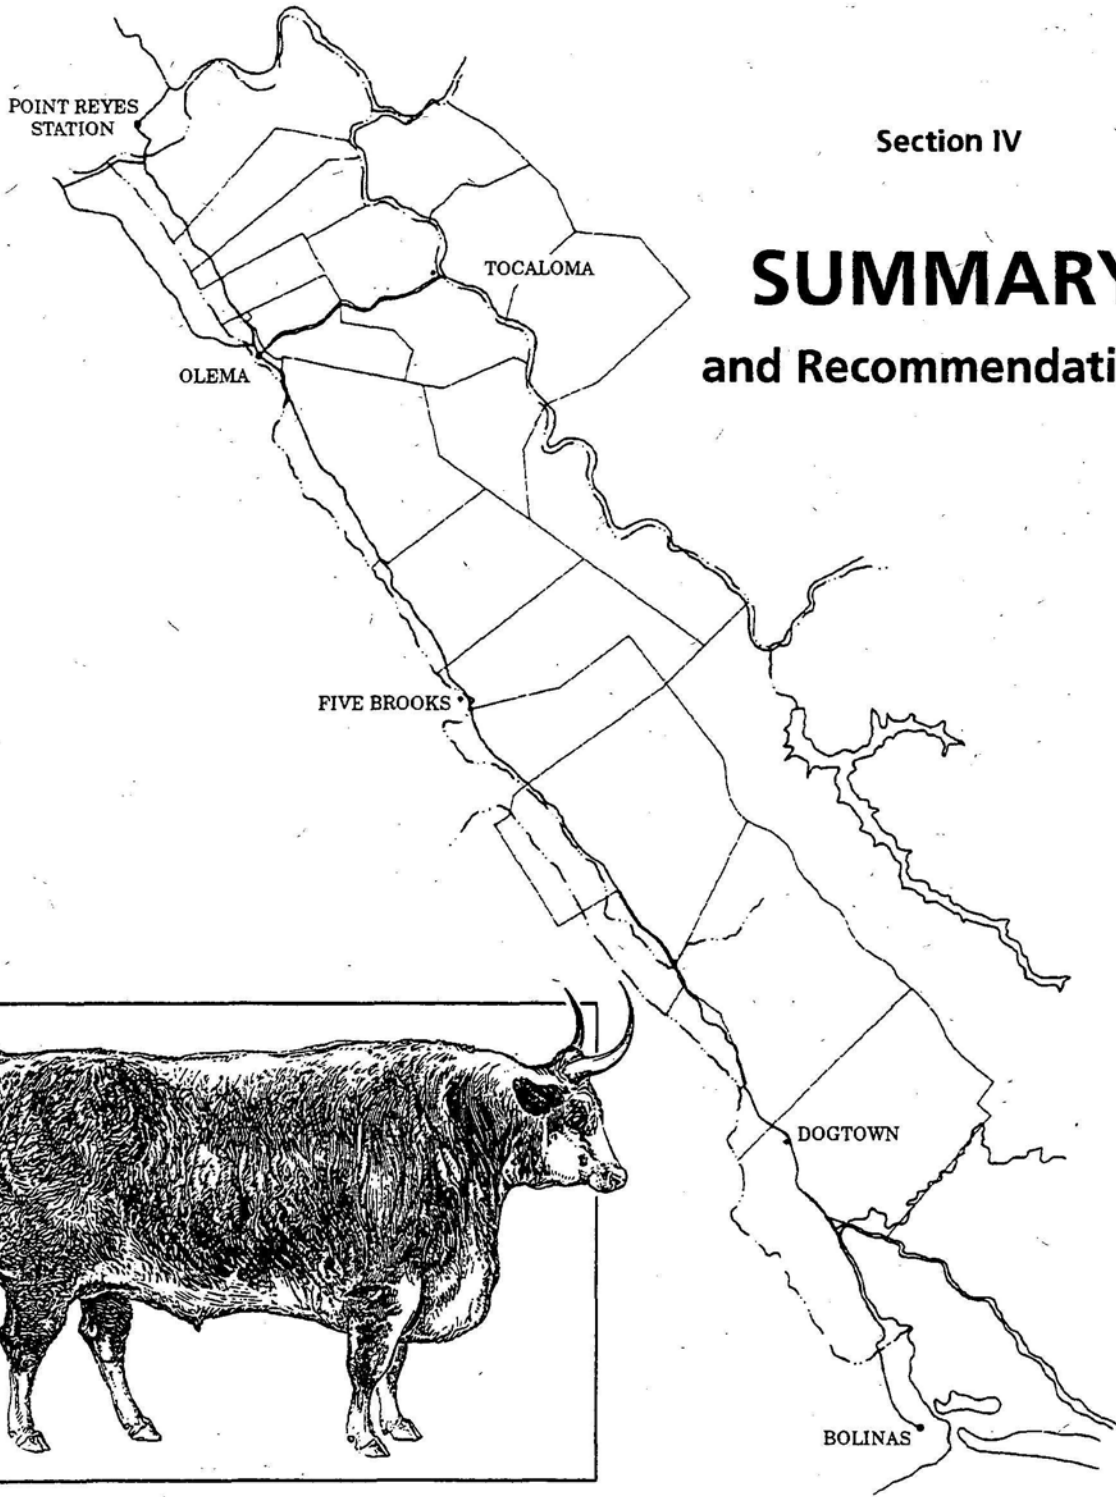 POINT REYES
STATION
Section IV
SUMMARY
and Recommendati
TOCALOMA
OLEMA
FIVE BROOKS
DOGTOWN
BOLINAS